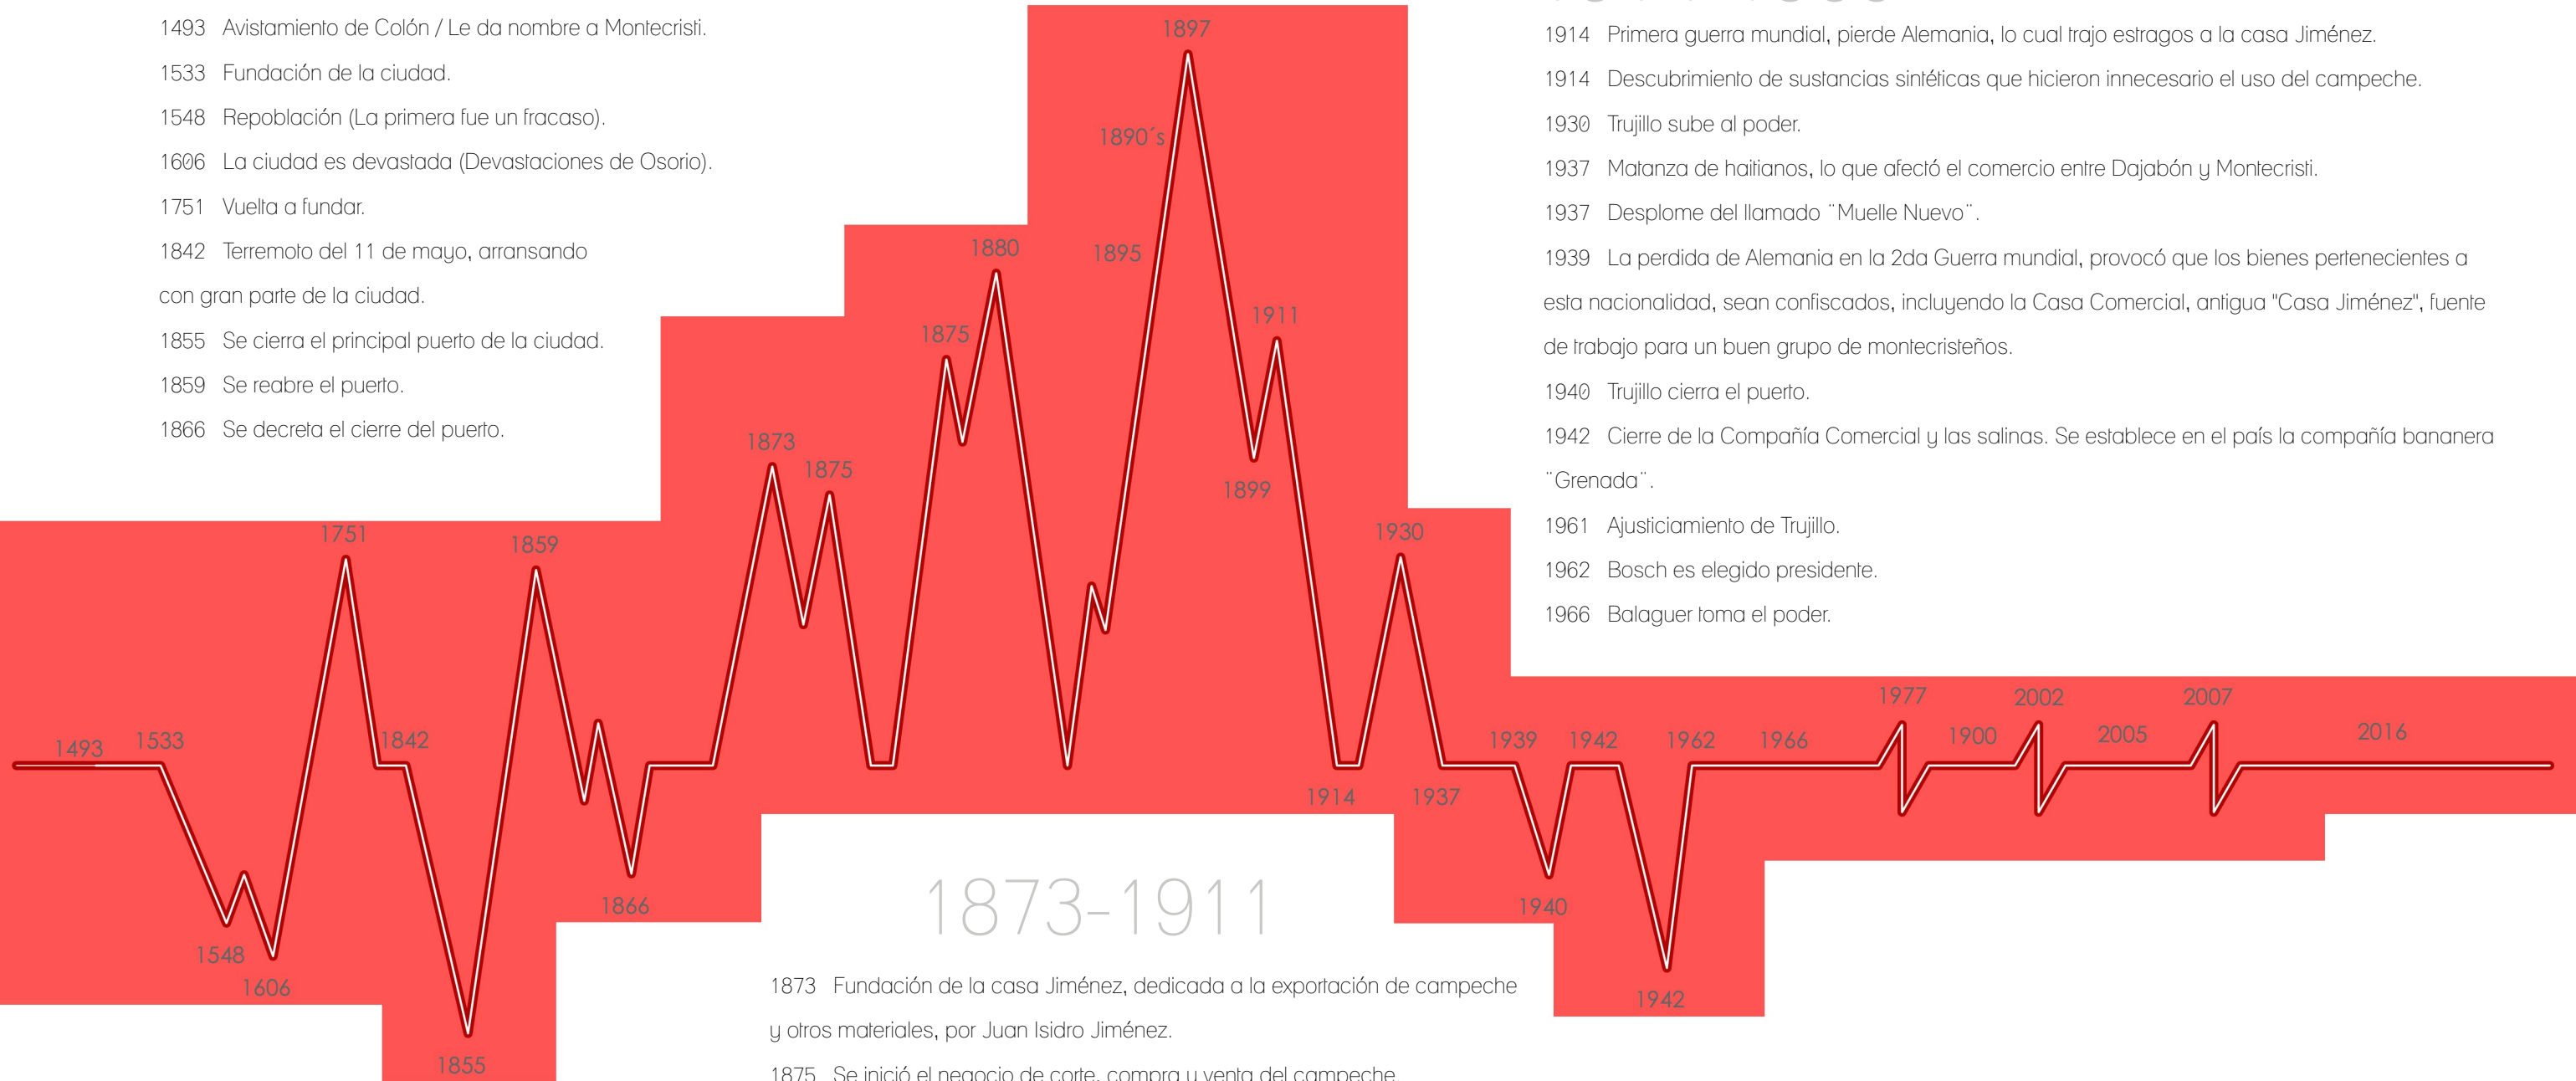 1493 Avistamiento de Colón / Le da nombre a Montecristi.
1533 Fundación de la ciudad.
1548 Repoblación (La primera fue un fracaso).
1606 La ciudad es devastada (Devastaciones de Osorio).
1751 Vuelta a fundar.
1842 Terremoto del 11 de mayo, arransando
con gran parte de la ciudad.
1855 Se cierra el principal puerto de la ciudad.
1859 Se reabre el puerto.
1866 Se decreta el cierre del puerto.
1914 Primera guerra mundial, pierde Alemania, lo cual trajo estragos a la casa Jiménez.
1914 Descubrimiento de sustancias sintéticas que hicieron innecesario el uso del campeche.
1930 Trujillo sube al poder.
1937 Matanza de haitianos, lo que afectó el comercio entre Dajabón y Montecristi.
1937 Desplome del llamado ¨Muelle Nuevo¨.
1939 La perdida de Alemania en la 2da Guerra mundial, provocó que los bienes pertenecientes a
esta nacionalidad, sean confiscados, incluyendo la Casa Comercial, antigua "Casa Jiménez", fuente
de trabajo para un buen grupo de montecristeños.
1940 Trujillo cierra el puerto.
1942 Cierre de la Compañía Comercial y las salinas. Se establece en el país la compañía bananera
¨Grenada¨.
1961 Ajusticiamiento de Trujillo.
1962 Bosch es elegido presidente.
1966 Balaguer toma el poder.
1493
1533
1548
1606
1751
1842
1855
1859
1866
1873
1875
1875
1880
1895
1890´s
1897
1899
1911
1914
1930
1937
1939
1940
1942
1942
1962
1966
1977
1900
2002
2005
2007
2016
1873-1911
1873 Fundación de la casa Jiménez, dedicada a la exportación de campeche
y otros materiales, por Juan Isidro Jiménez.
1875 Se inició el negocio de corte, compra y venta del campeche.